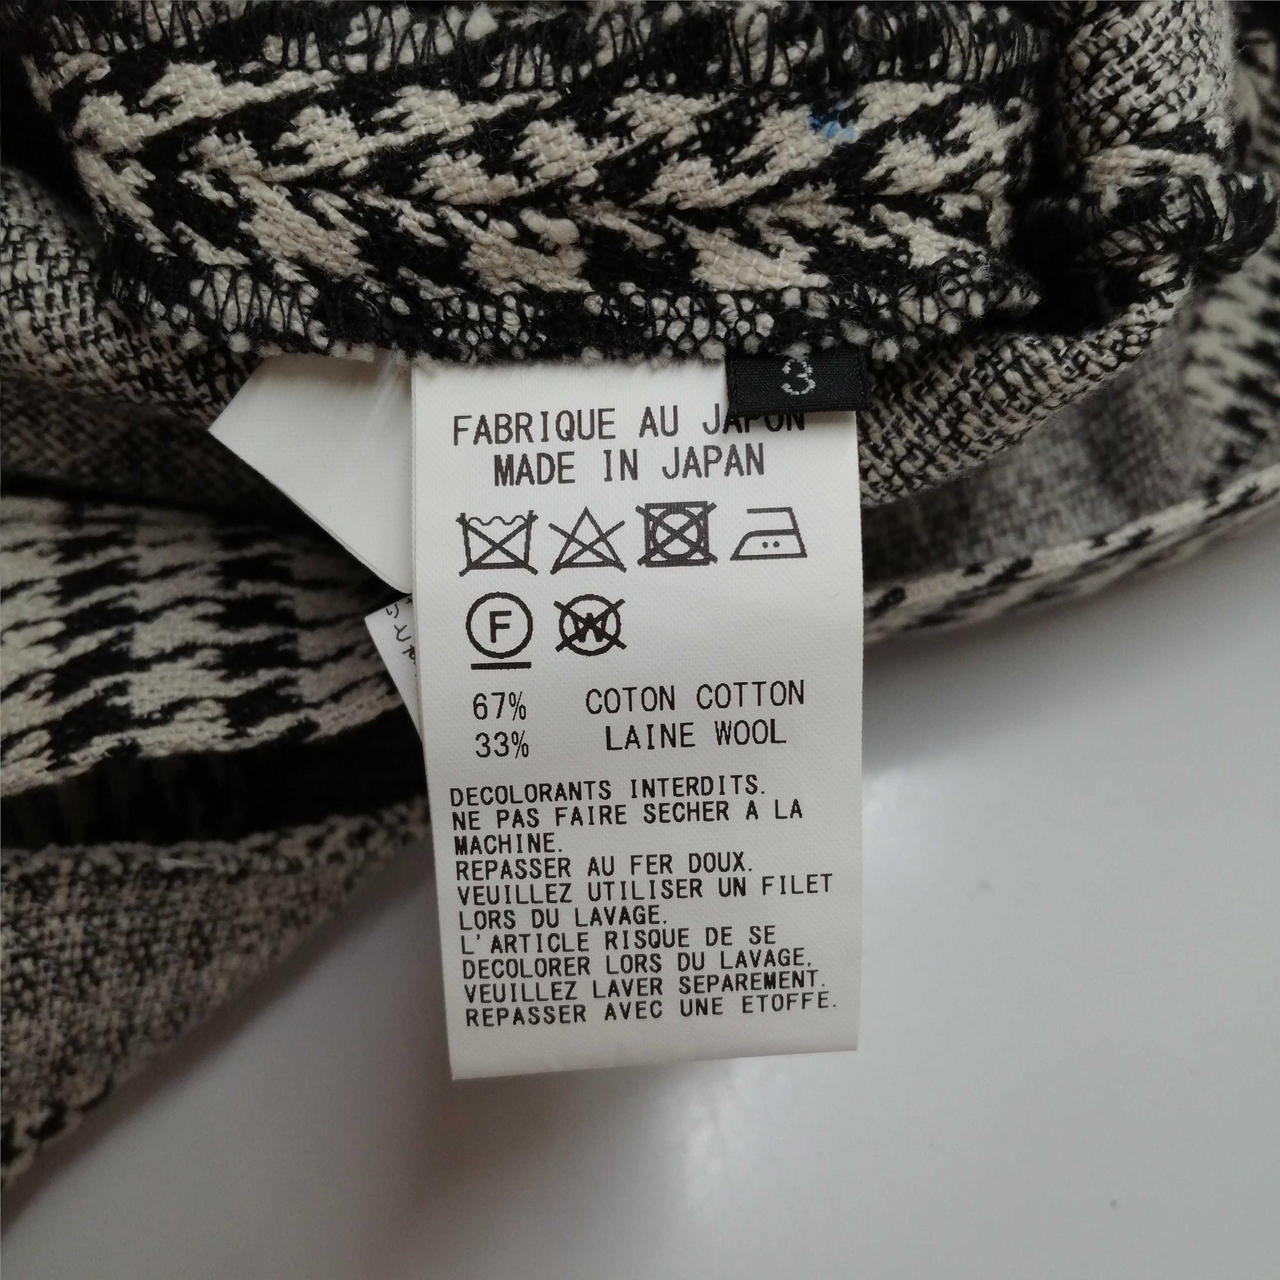 3
FABRIQUE AU JAPON
MADE IN JAPAN
F W
67% COTON COTTON
33% LAINE WOOL
DECOLORANTS INTERDITS.
NE PAS FAIRE SECHER A LA
MACHINE.
REPASSER AU FER DOUX.
VEUILLEZ UTILISER UN FILET
LORS DU LAVAGE.
L'ARTICLE RISQUE DE SE
DECOLORER LORS DU LAVAGE.
VEUILLEZ LAVER SEPAREMENT.
REPASSER AVEC UNE ETOFFE.